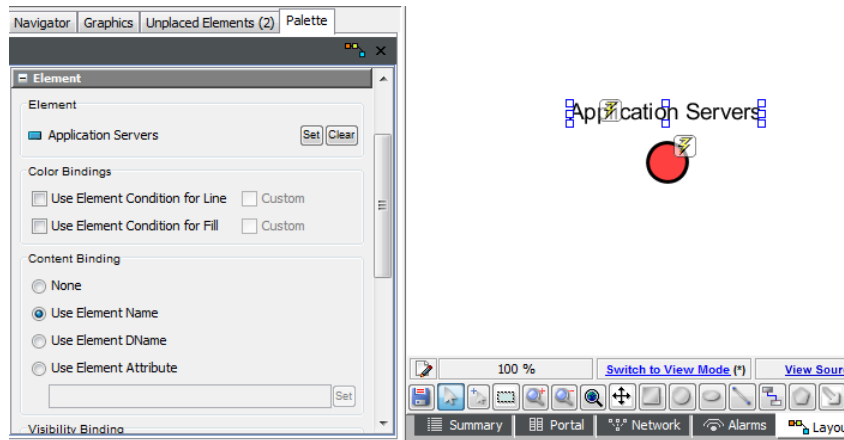 Navigator Graphics Unplaced Elements (2) Palette
Element
Element
Application Servers Set Clear
Color Bindings
Use Element Condition for Line Custom
Use Element Condition for Fill Custom
Content Binding
None
Use Element Name
Use Element DName
Use Element Attribute
Set
Visibility Binding
Application Servers
100 % Switch to View Mode (*) View Sour
Summary Portal Network Alarms Layou